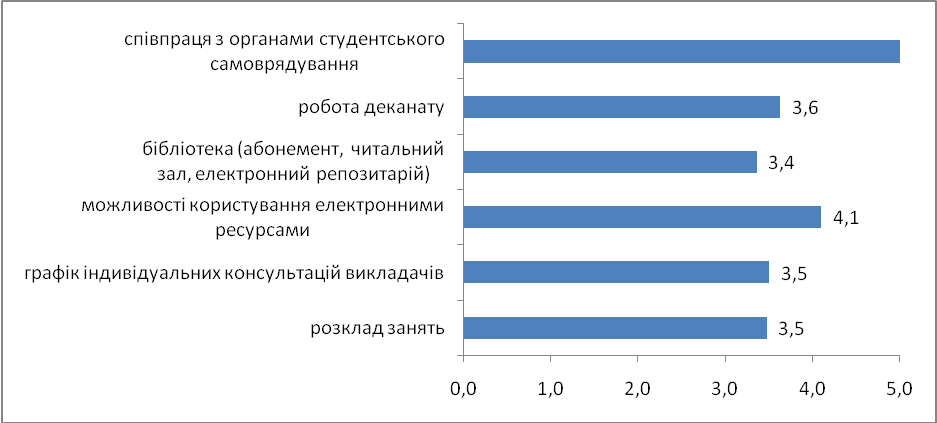 співпраця з органами студентського
самоврядування
робота деканату
3,6
бібліотека (абонемент, читальний
зал, електронний репозитарій)
3,4
можливості користування електронними
ресурсами
4,1
графік індивідуальних консультацій викладачів
3,5
розклад занять
3,5
0,0 1,0 2,0 3,0 4,0 5,0